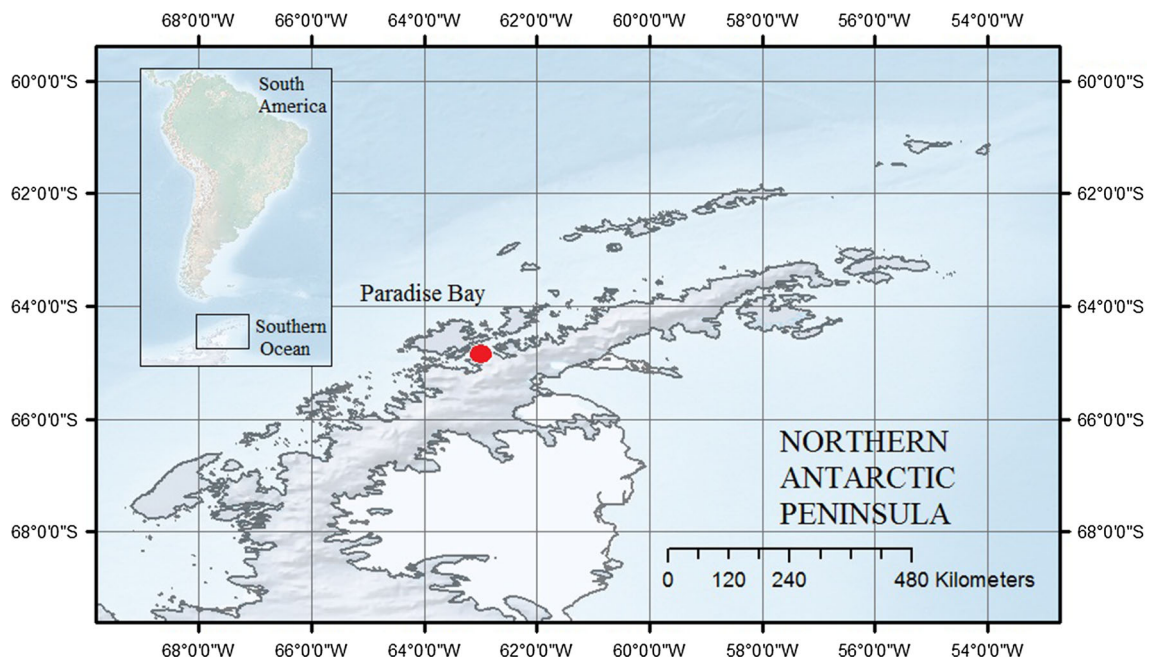 68°0'0"W 66°0'0"W 64°0'0"W 62°0'0"W 60°0'0"W 58°0'0"W 56°0'0"W 54°0'0"W
60°0'0"S
60°0'0"S
South
America
62°0'0"S
62°0'0"S
Paradise Bay
64°0'0"S
64°0'0"S
Southern
Ocean
66°0'0"S
66°0'0"S
NORTHERN
ANTARCTIC
PENINSULA
68°0'0"S
68°0'0"S
0 120 240 480 Kilometers
68°0'0"W 66°0'0"W 64°0'0"W 62°0'0"W 60°0'0"W 58°0'0"W 56°0'0"W 54°0'0"W